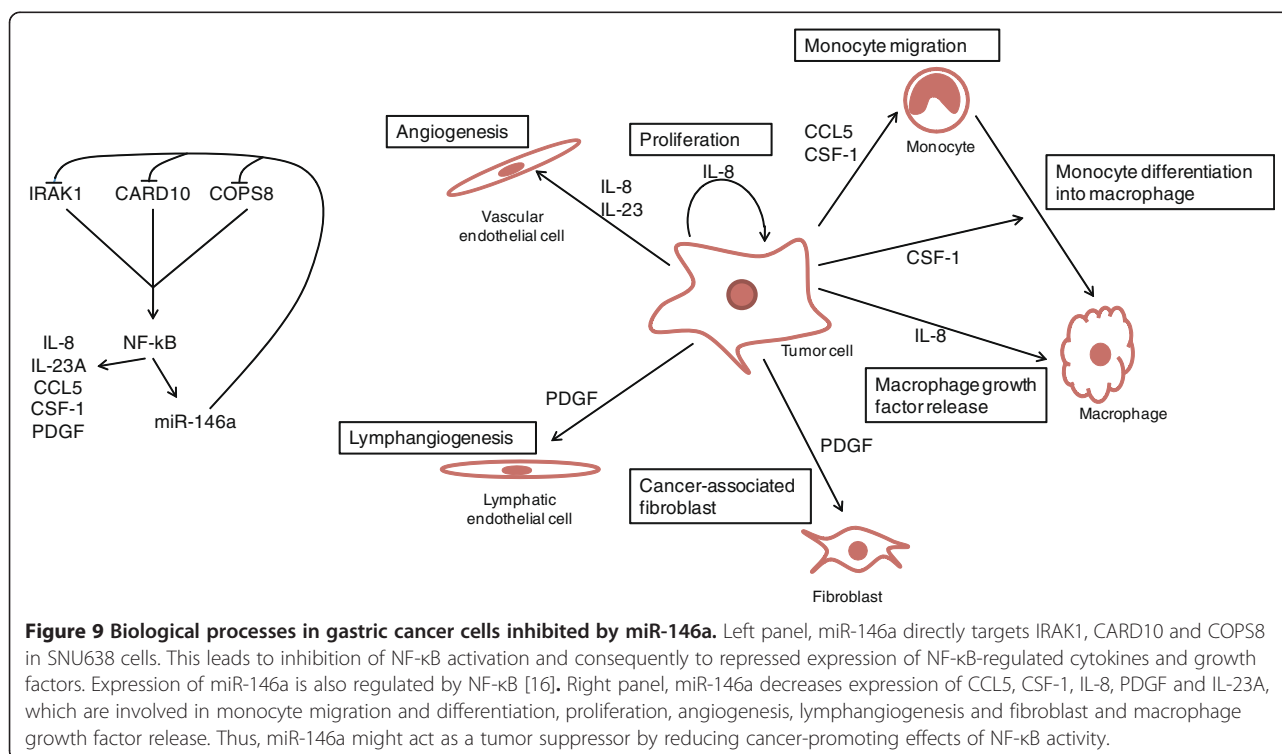 IRAK1 CARD10 COPS8
NF-kB
IL-8
IL-23A
CCL5
CSF-1
PDGF
miR-146a
Angiogenesis
Vascular
endothelial cell
IL-8
IL-23
Proliferation
IL-8
Monocyte migration
CCL5
CSF-1
Monocyte
Monocyte differentiation
into macrophage
CSF-1
IL-8
Tumor cell
Macrophage growth
factor release
Macrophage
PDGF
Lymphangiogenesis
Lymphatic
endothelial cell
PDGF
Cancer-associated
fibroblast
Fibroblast
Figure 9 Biological processes in gastric cancer cells inhibited by miR-146a. Left panel, miR-146a directly targets IRAK1, CARD10 and COPS8
in SNU638 cells. This leads to inhibition of NF-κB activation and consequently to repressed expression of NF-κB-regulated cytokines and growth
factors. Expression of miR-146a is also regulated by NF-κB [16]. Right panel, miR-146a decreases expression of CCL5, CSF-1, IL-8, PDGF and IL-23A,
which are involved in monocyte migration and differentiation, proliferation, angiogenesis, lymphangiogenesis and fibroblast and macrophage
growth factor release. Thus, miR-146a might act as a tumor suppressor by reducing cancer-promoting effects of NF-κB activity.